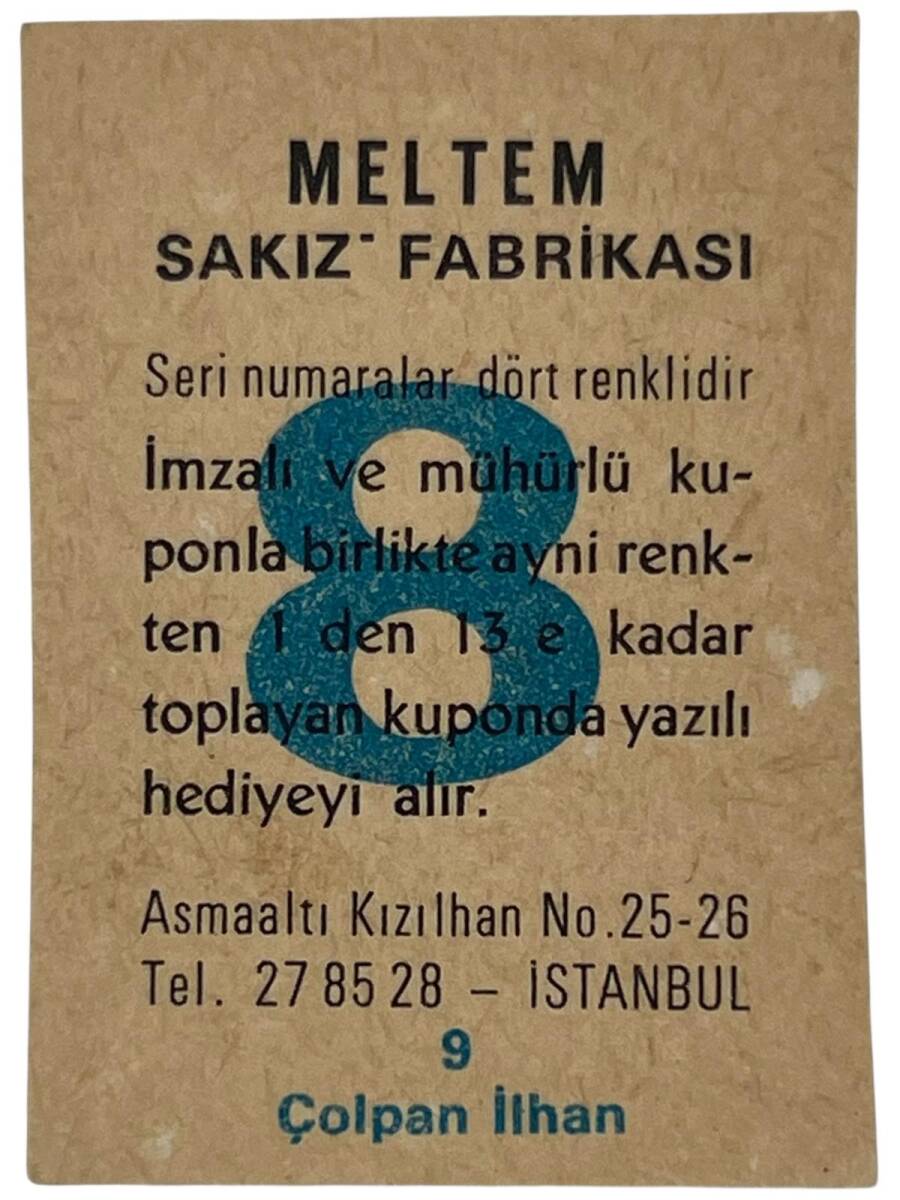 MELTEM
SAKIZ- FABRİKASI
Seri numaralar dört renklidir
İmzalı ve mühürlü ku-
ponla birlikte ayni renk-
ten 1 den 13 e kadar
toplayan kuponda yazılı
hediyeyi alır.
8
Asmaaltı Kızılhan No.25-26
Tel. 27 85 28 – İSTANBUL
9
Çolpan İlhan